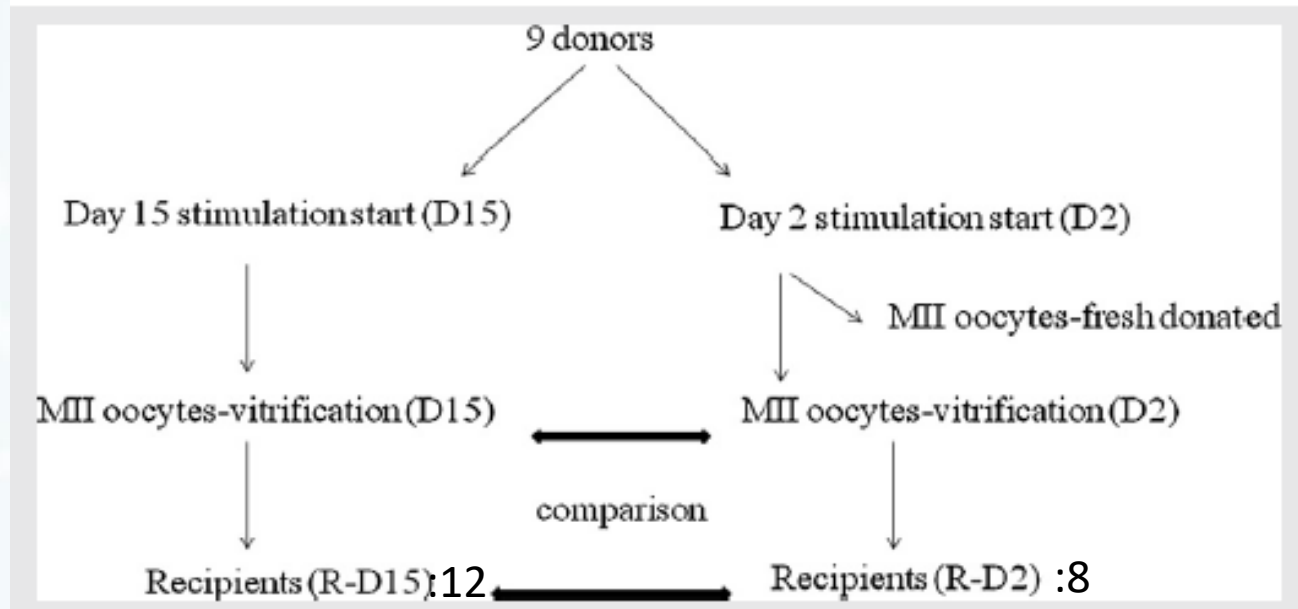 9 donors
Day 15 stimulation start (D15)
Day 2 stimulation start (D2)
MII oocytes-fresh donated
MII oocytes-vitrification (D15)
MII oocytes-vitrification (D2)
comparison
Recipients (R-D15) :12
Recipients (R-D2) :8